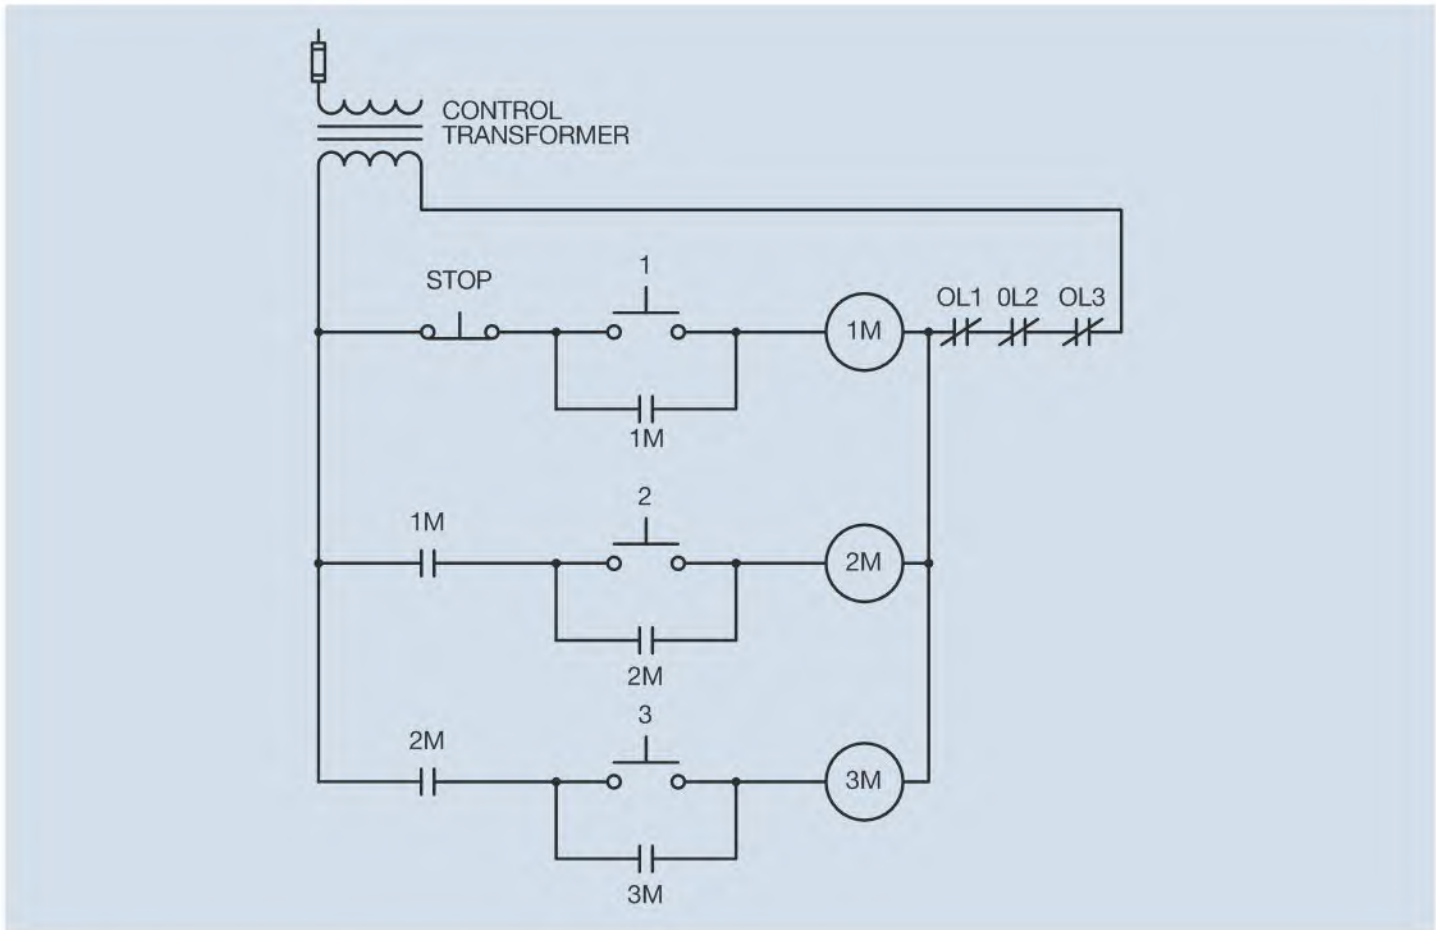 CONTROL
TRANSFORMER
STOP
1
1M
OL1 0L2 OL3
1M
1M
2
2M
2M
2M
3
3M
3M